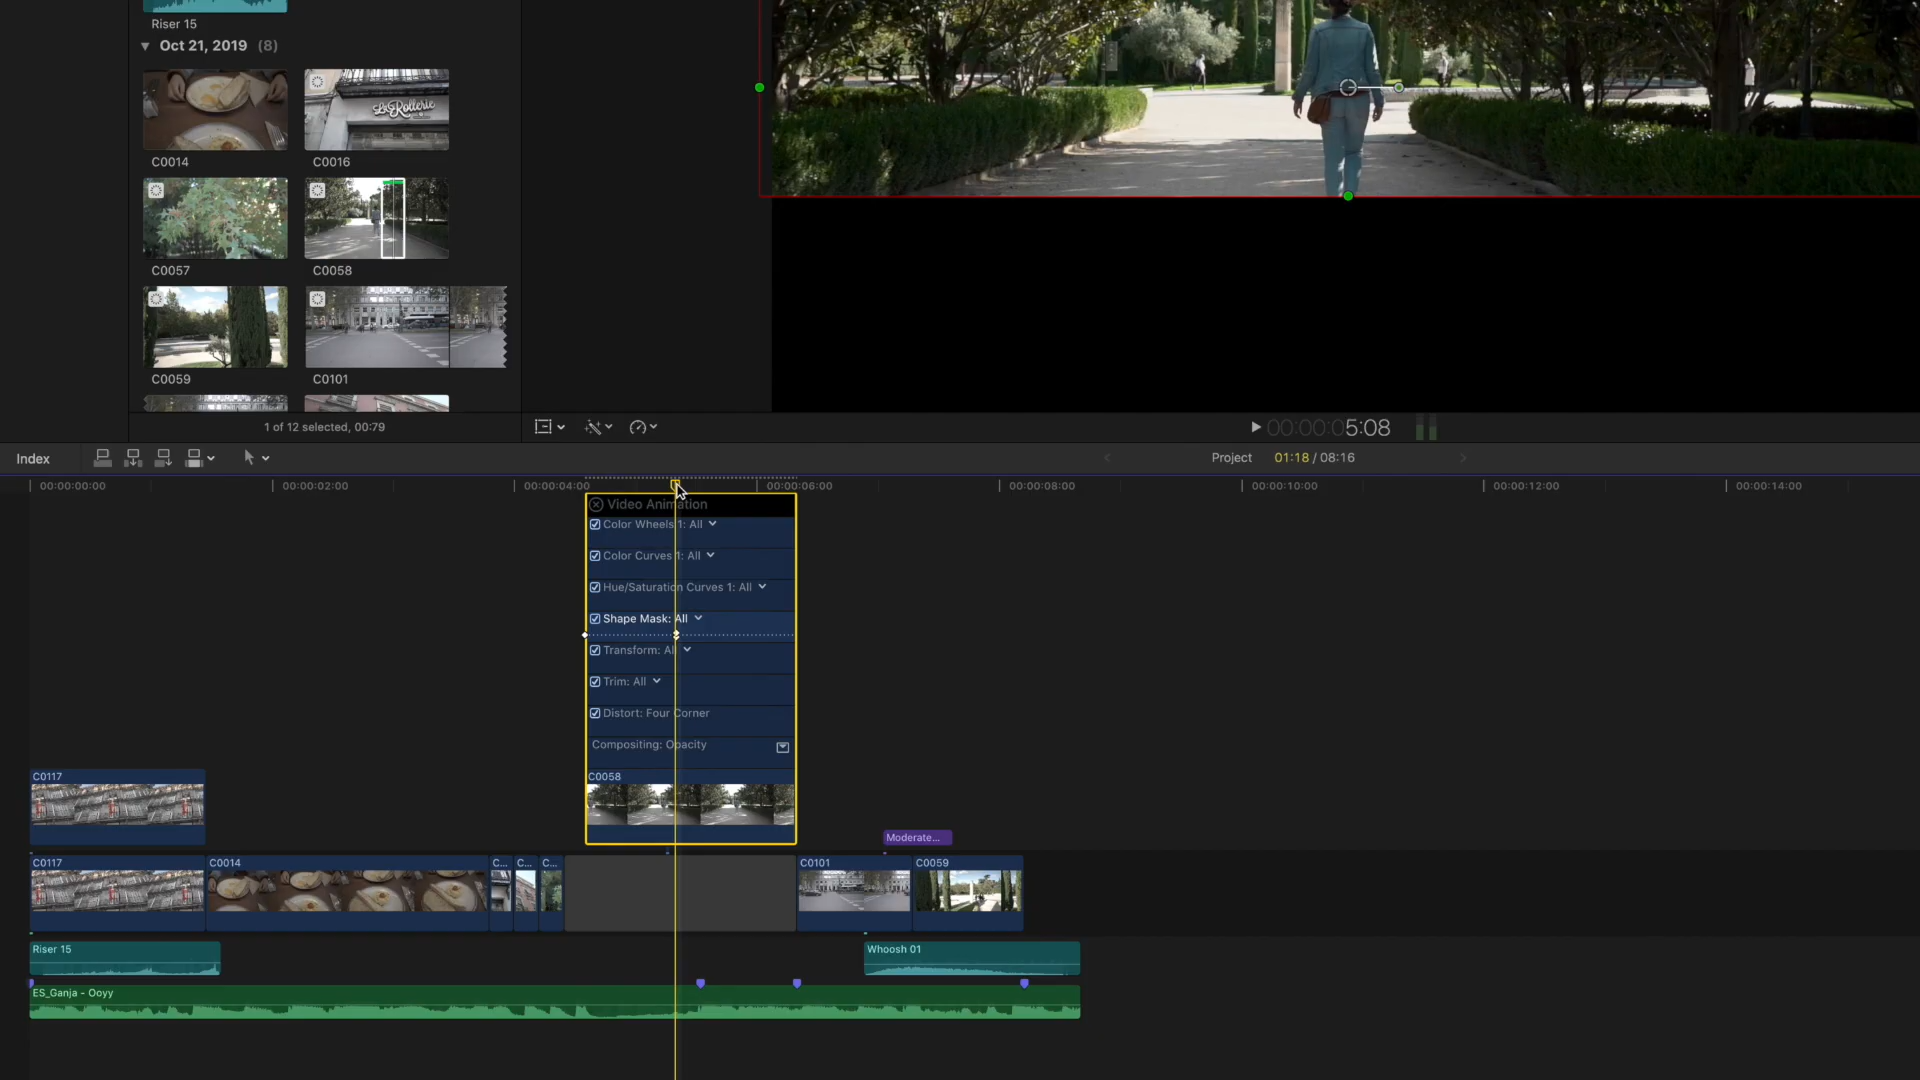 Riser 15
Oct 21, 2019 (8)
La Rollerie
C0014
C0016
C0057
C0058
C0059
C0101
1 of 12 selected, 00:79
00:00:00:05:08
Index
Project 01:18 / 08:16
00:00:00:00
00:00:02:00
00:00:04:00
00:00:06:00
00:00:08:00
00:00:10:00
00:00:12:00
00:00:14:00
Video Animation
Color Wheels 1: All
Color Curves 1: All
Hue/Saturation Curves 1: All
Shape Mask: All
Transform: All
Trim: All
Distort: Four Corner
Compositing: Opacity
C0117
C0058
Moderate...
C0117
C0014
C...
C...
C...
C0101
C0059
Riser 15
Whoosh 01
ES_Ganja - Ooyy